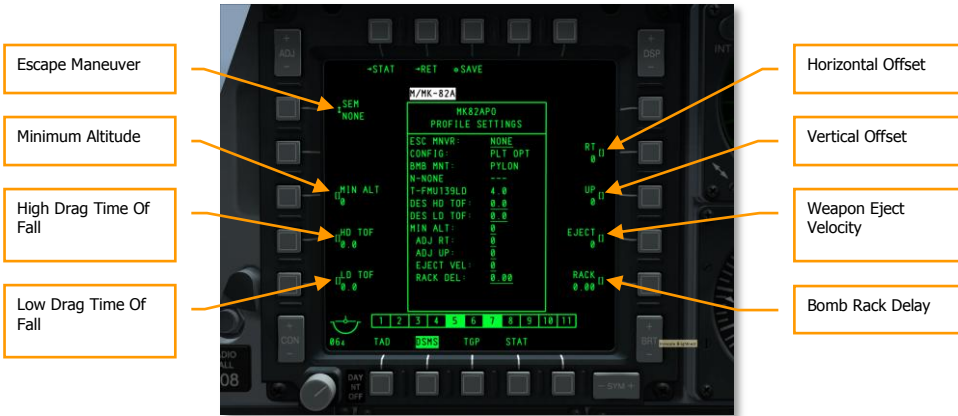 Escape Maneuver
Minimum Altitude
High Drag Time Of
Fall
Low Drag Time Of
Fall
ADJ
DSP
INT
→STAT →RET ⊕SAVE
SEM
NONE
MIN ALT
0
HD TOF
0.0
LD TOF
0.0
M/MK-82A
MK82APO
PROFILE SETTINGS
ESC MNVR: NONE
CONFIG: PLT OPT
BMB MNT: PYLON
N-NONE ---
T-FMU139LD 4.0
DES HD TOF: 0.0
DES LD TOF: 0.0
MIN ALT: 0
ADJ RT: 0
ADJ UP: 0
EJECT VEL: 0
RACK DEL: 0.00
RT
0
UP
0
EJECT
0
RACK
0.00
1 2 3 4 5 6 7 8 9 10 11
TAD DSMS TGP STAT
CON
BRT
DAY
NT
OFF
- SYM +
08
Horizontal Offset
Vertical Offset
Weapon Eject
Velocity
Bomb Rack Delay